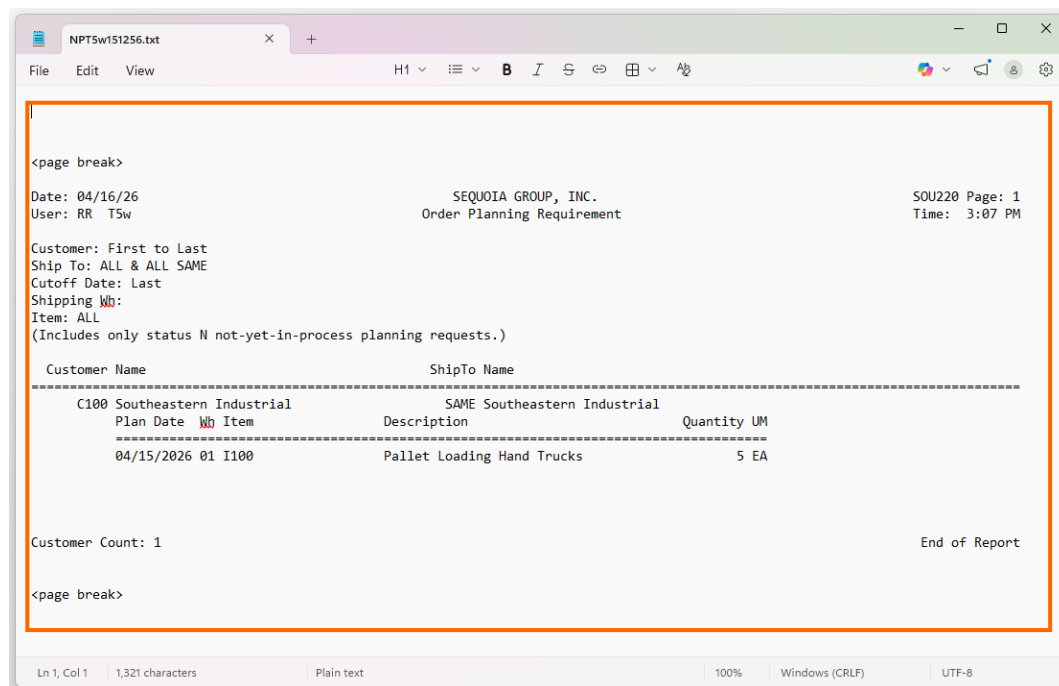 NPT5w151256.txt
File Edit View H1 B I S
<page break>
Date: 04/16/26 SEQUOIA GROUP, INC. SOU220 Page: 1
User: RR T5w Order Planning Requirement Time: 3:07 PM
Customer: First to Last
Ship To: ALL & ALL SAME
Cutoff Date: Last
Shipping Wh:
Item: ALL
(Includes only status N not-yet-in-process planning requests.)
Customer Name ShipTo Name
=================================================================================================================================
C100 Southeastern Industrial SAME Southeastern Industrial
Plan Date Wh Item Description Quantity UM
=====================================================================================
04/15/2026 01 I100 Pallet Loading Hand Trucks 5 EA
Customer Count: 1 End of Report
<page break>
Ln 1, Col 1 1,321 characters Plain text 100% Windows (CRLF) UTF-8